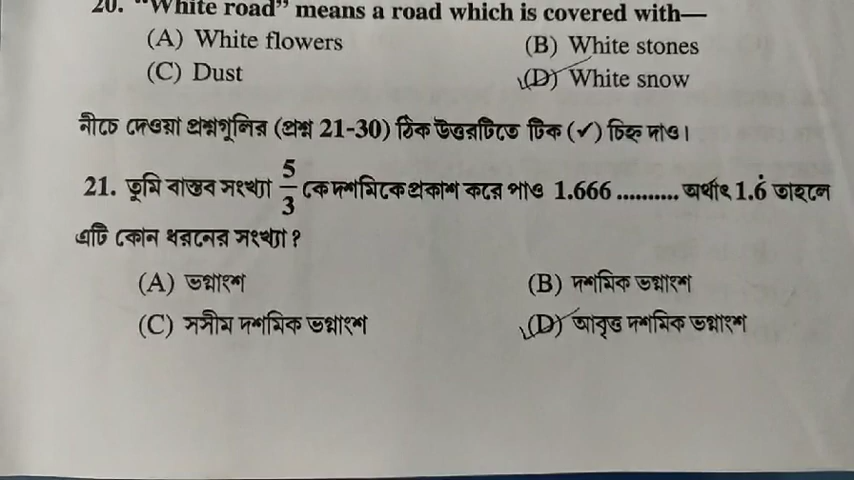 20. “White road” means a road which is covered with—
(A) White flowers (B) White stones
(C) Dust (D) White snow
নীচে দেওয়া প্রশ্নগুলির (প্রশ্ন 21-30) ঠিক উত্তরটিতে টিক (✓) চিহ্ন দাও।
21. তুমি বাস্তব সংখ্যা 5/3 কে দশমিকে প্রকাশ করে পাও 1.666 .......... অর্থাৎ 1.6̇ তাহলে
এটি কোন ধরনের সংখ্যা ?
(A) ভগ্নাংশ (B) দশমিক ভগ্নাংশ
(C) সসীম দশমিক ভগ্নাংশ (D) আবৃত্ত দশমিক ভগ্নাংশ